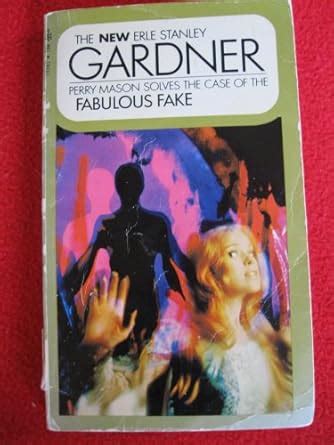 THE NEW ERLE STANLEY
GARDNER
PERRY MASON SOLVES THE CASE OF THE
FABULOUS FAKE